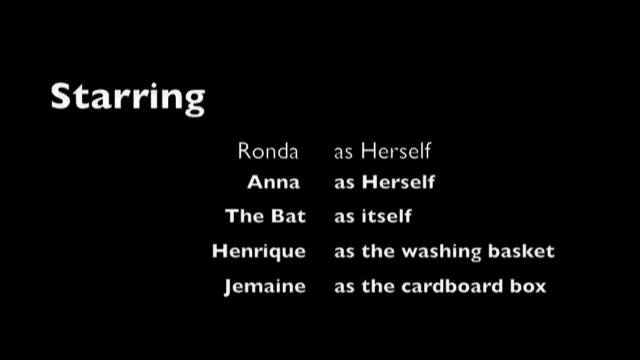 Starring
Ronda as Herself
Anna as Herself
The Bat as itself
Henrique as the washing basket
Jemaine as the cardboard box